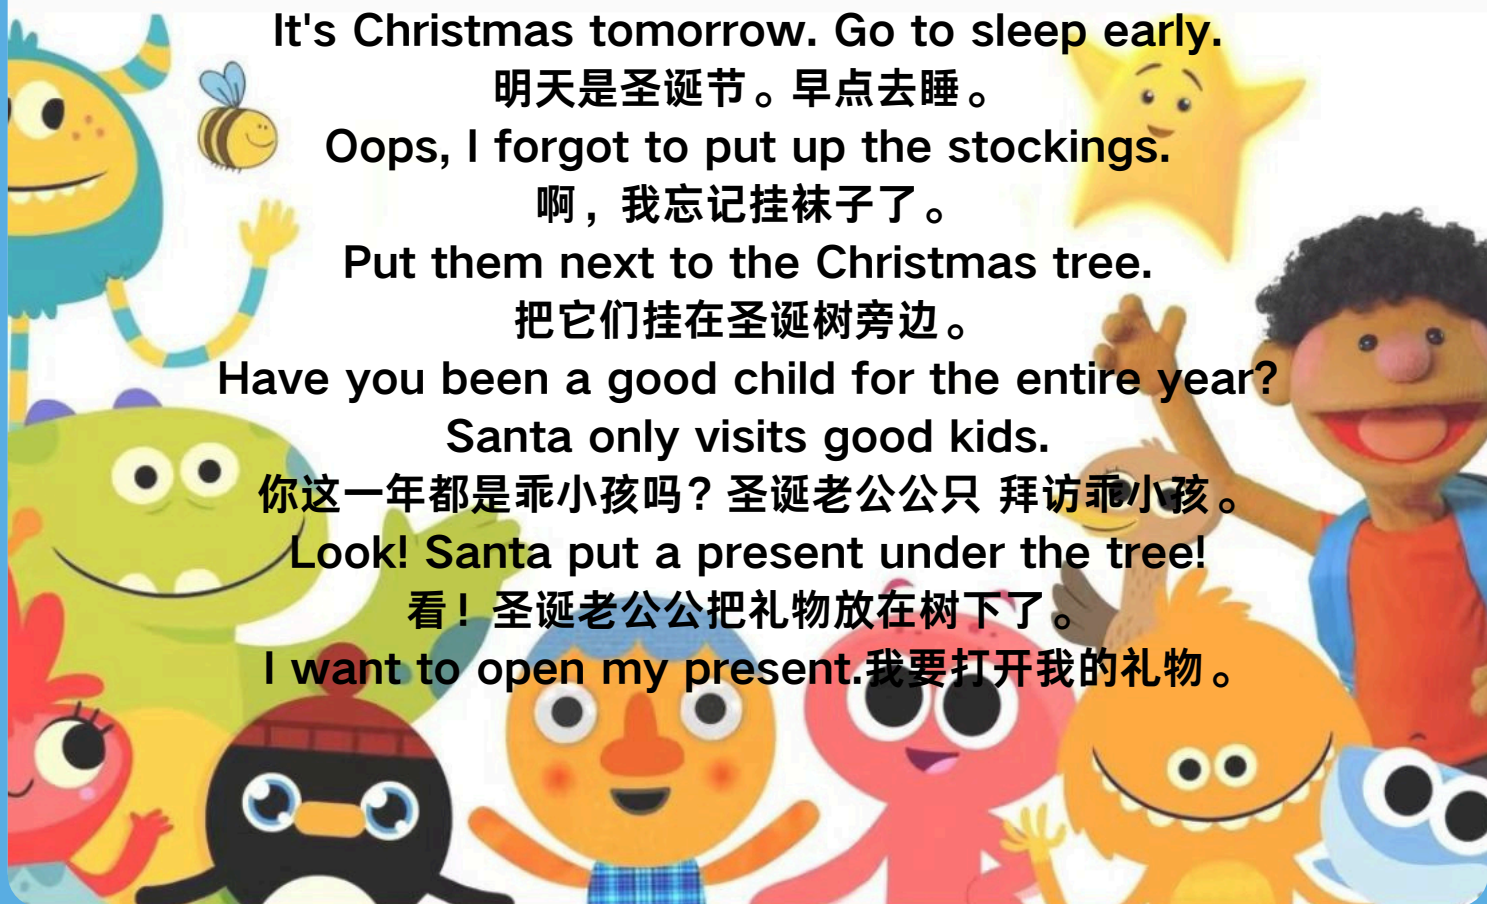 It's Christmas tomorrow. Go to sleep early.
明天是圣诞节。早点去睡。
Oops, I forgot to put up the stockings.
啊，我忘记挂袜子了。
Put them next to the Christmas tree.
把它们挂在圣诞树旁边。
Have you been a good child for the entire year?
Santa only visits good kids.
你这一年都是乖小孩吗？圣诞老公公只 拜访乖小孩。
Look! Santa put a present under the tree!
看！圣诞老公公把礼物放在树下了。
I want to open my present.我要打开我的礼物。